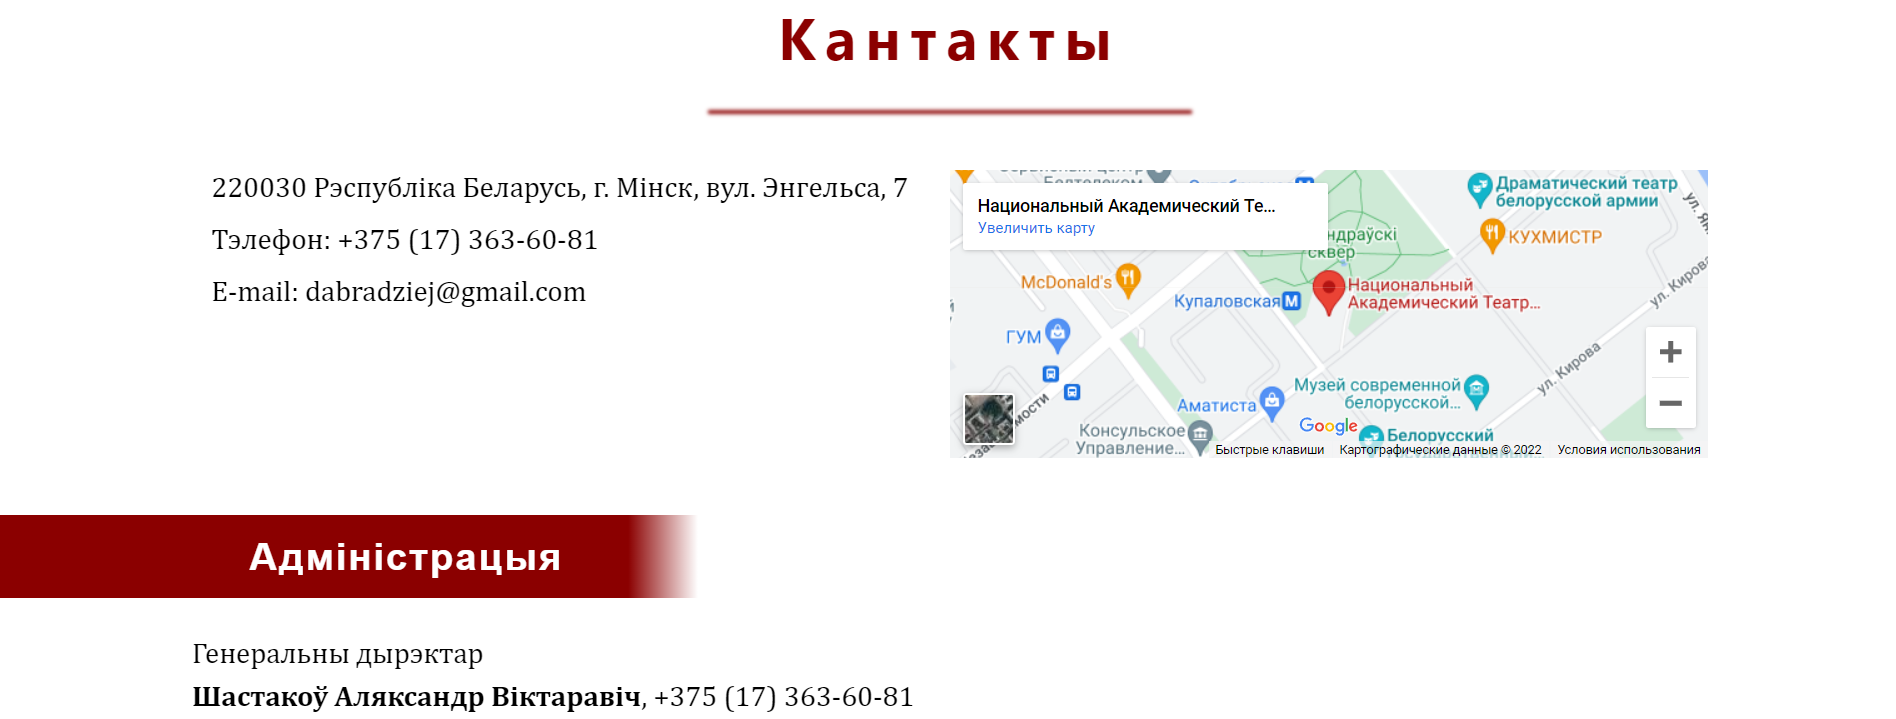 Кантакты
220030 Рэспубліка Беларусь, г. Мінск, вул. Энгельса, 7
Тэлефон: +375 (17) 363-60-81
E-mail: dabradziej@gmail.com
Национальный Академический Те...
Увеличить карту
Драматический театр
белорусской армии
КУХМИСТР
сквер
McDonald's
Купаловская
М
Национальный
Академический Театр...
ул. Кирова
ГУМ
ул. Кирова
Музей современной
белорусской...
Аматиста
Консульское
Управление...
Google
Белорусский
Быстрые клавиши
Картографические данные © 2022
Условия использования
Адміністрацыя
Генеральны дырэктар
Шастакоў Аляксандр Віктаравіч, +375 (17) 363-60-81